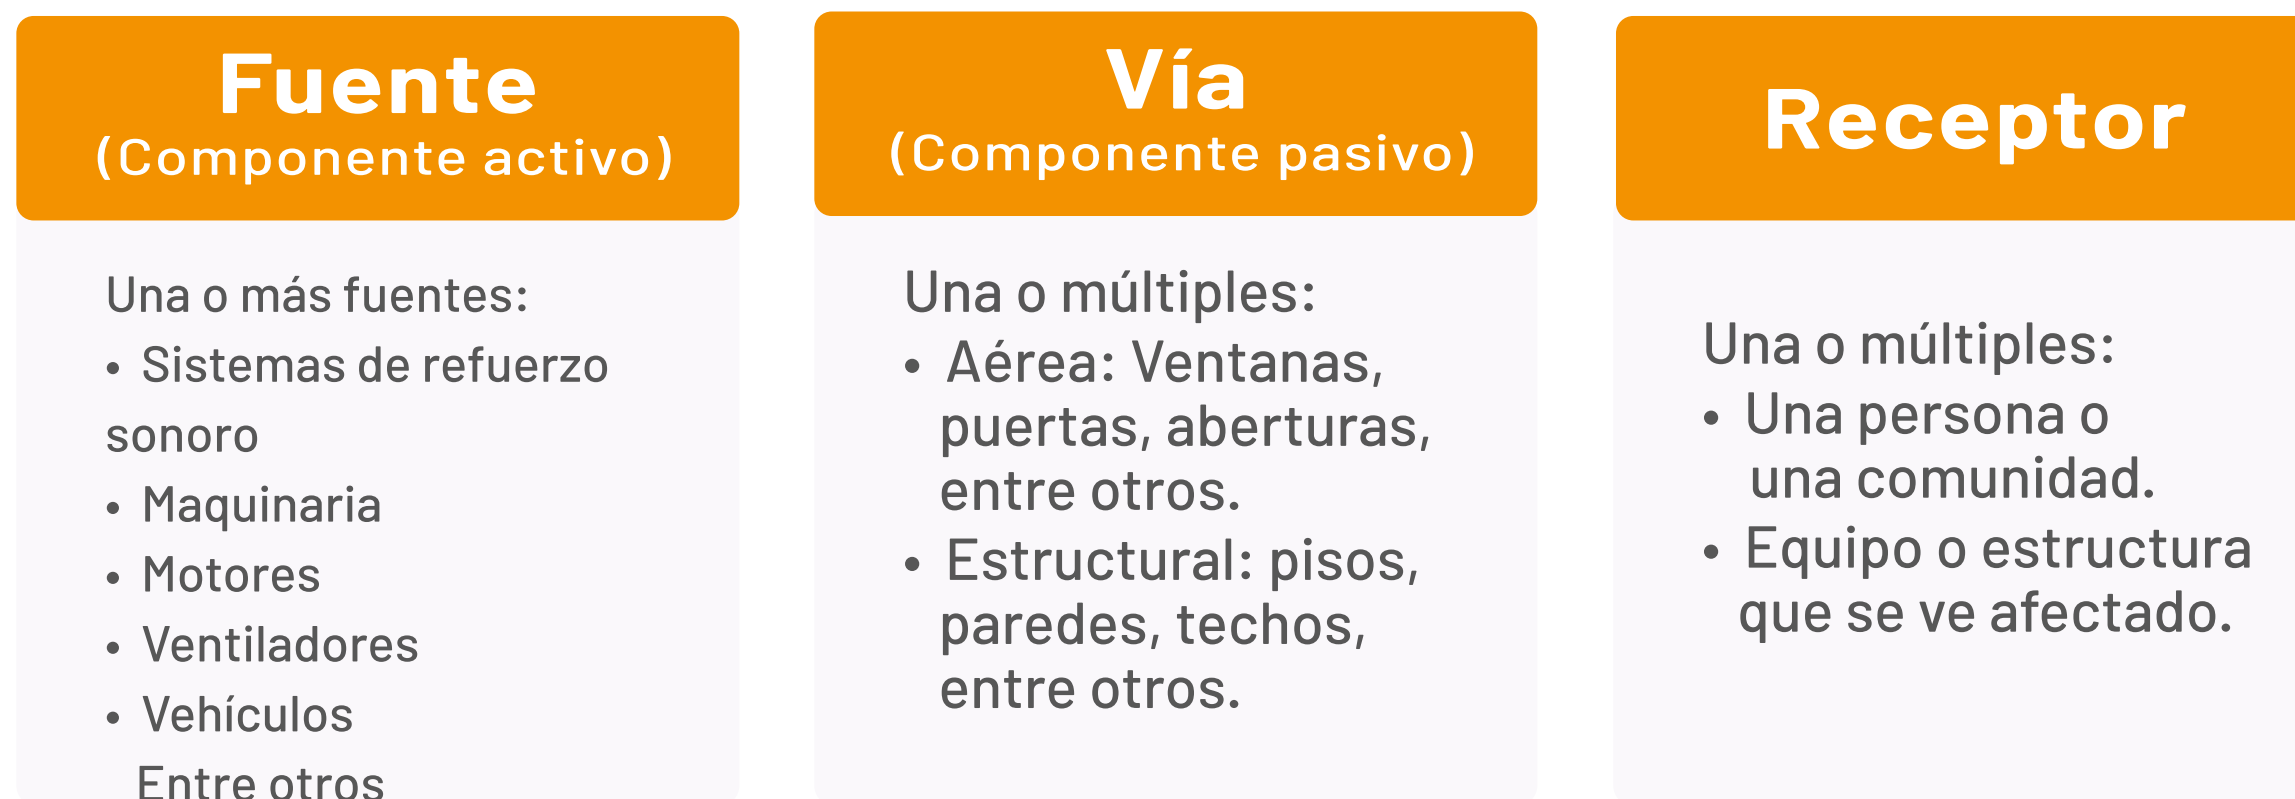 Fuente
(Componente activo)
Una o más fuentes:
• Sistemas de refuerzo
sonoro
• Maquinaria
• Motores
• Ventiladores
• Vehículos
Entre otros
Vía
(Componente pasivo)
Una o múltiples:
• Aérea: Ventanas,
puertas, aberturas,
entre otros.
• Estructural: pisos,
paredes, techos,
entre otros.
Receptor
Una o múltiples:
• Una persona o
una comunidad.
• Equipo o estructura
que se ve afectado.